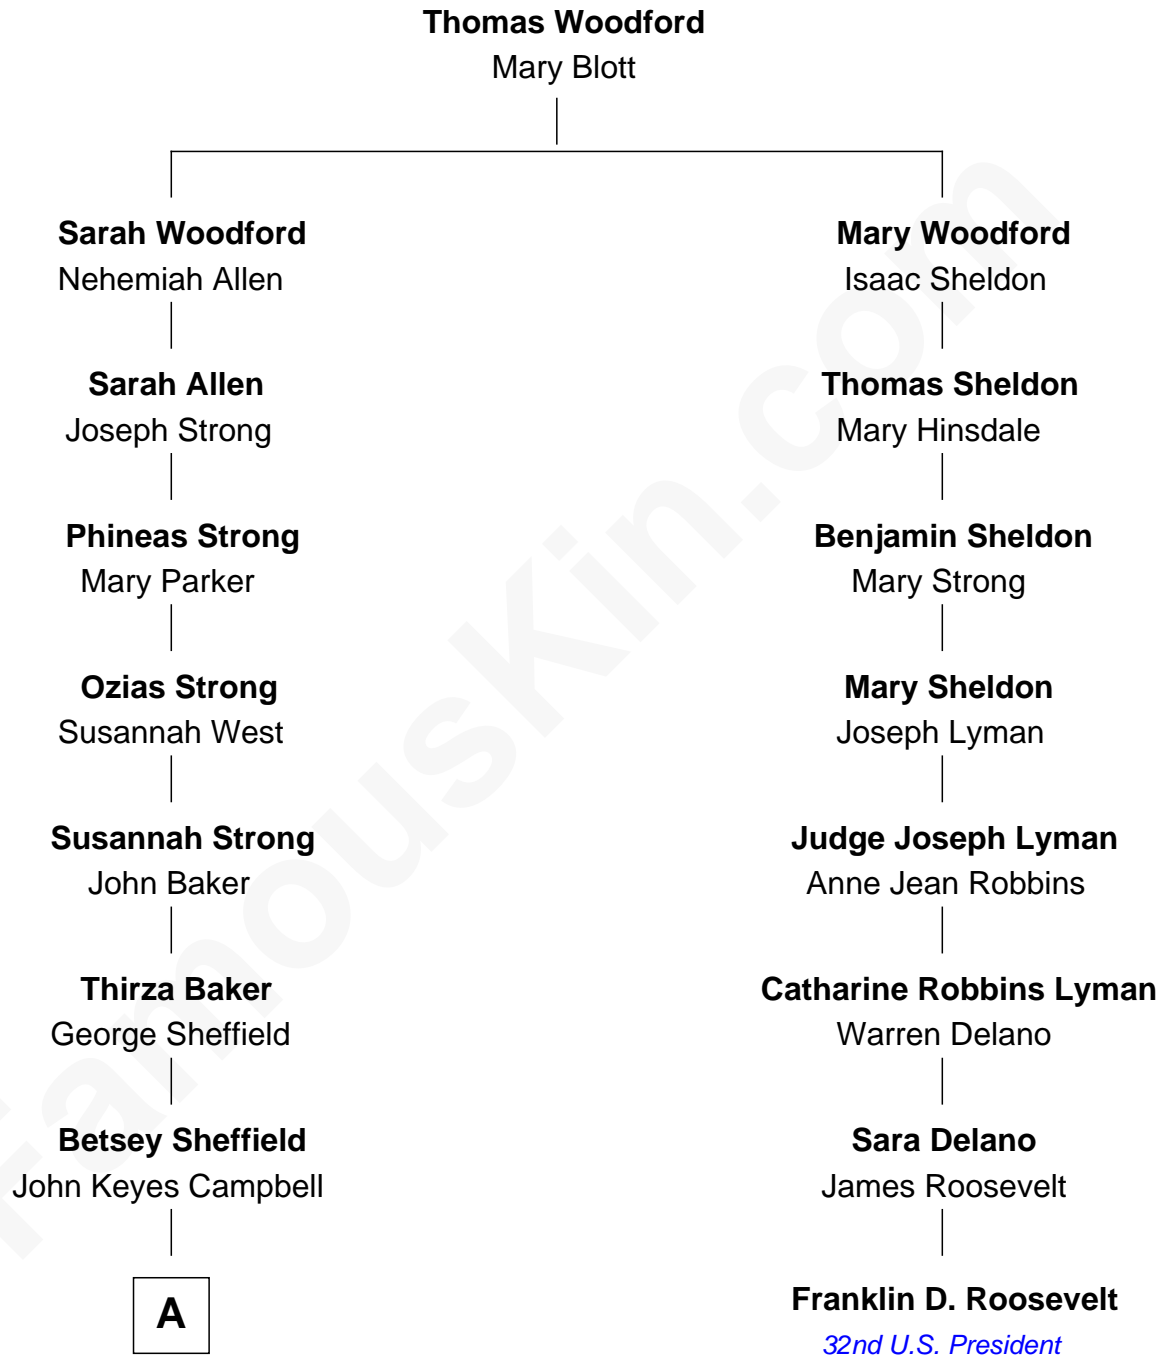 Thomas Woodford
Mary Blott
Sarah Woodford
Nehemiah Allen
Mary Woodford
Isaac Sheldon
Sarah Allen
Joseph Strong
Thomas Sheldon
Mary Hinsdale
Phineas Strong
Mary Parker
Benjamin Sheldon
Mary Strong
Ozias Strong
Susannah West
Mary Sheldon
Joseph Lyman
Susannah Strong
John Baker
Judge Joseph Lyman
Anne Jean Robbins
Thirza Baker
George Sheffield
Catharine Robbins Lyman
Warren Delano
Betsey Sheffield
John Keyes Campbell
Sara Delano
James Roosevelt
A
Franklin D. Roosevelt
32nd U.S. President
FamousKin.com